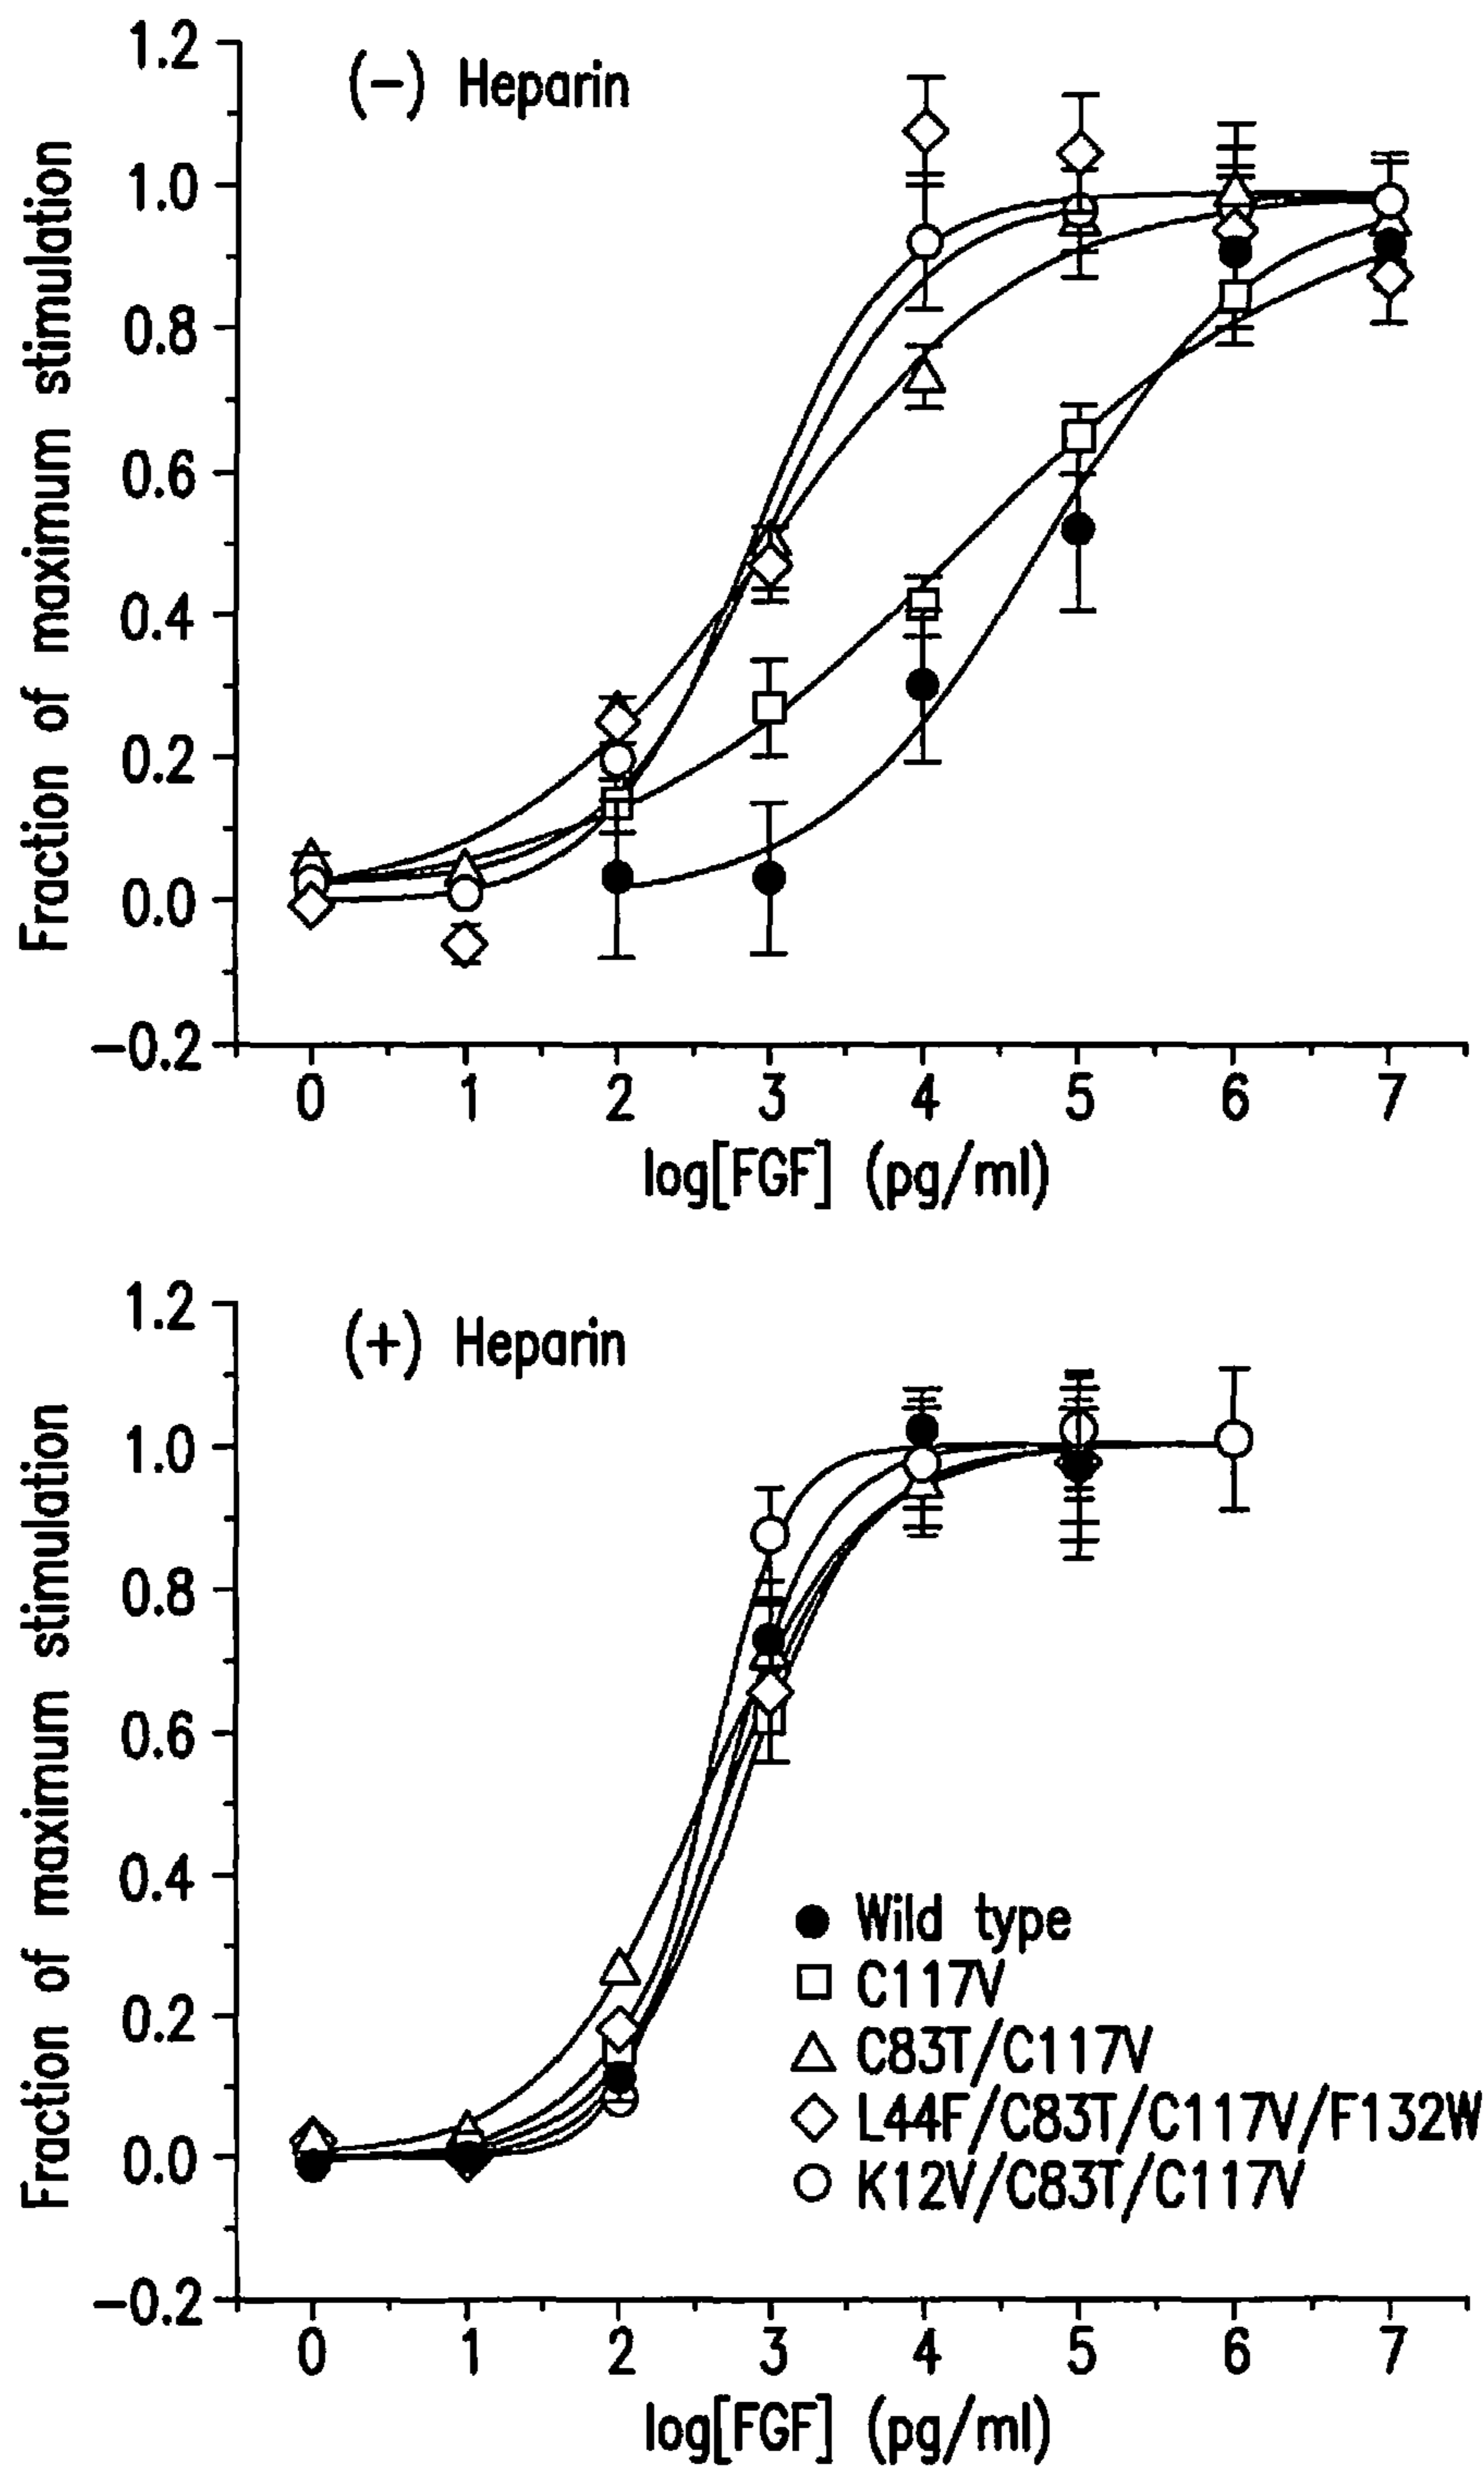 (−) Heparin
Fraction of maximum stimulation
1.2
1.0
0.8
0.6
0.4
0.2
0.0
−0.2
0 1 2 3 4 5 6 7
log[FGF] (pg/ml)
(+) Heparin
Fraction of maximum stimulation
1.2
1.0
0.8
0.6
0.4
0.2
0.0
−0.2
Wild type
C117V
C83T/C117V
L44F/C83T/C117V/F132W
K12V/C83T/C117V
0 1 2 3 4 5 6 7
log[FGF] (pg/ml)